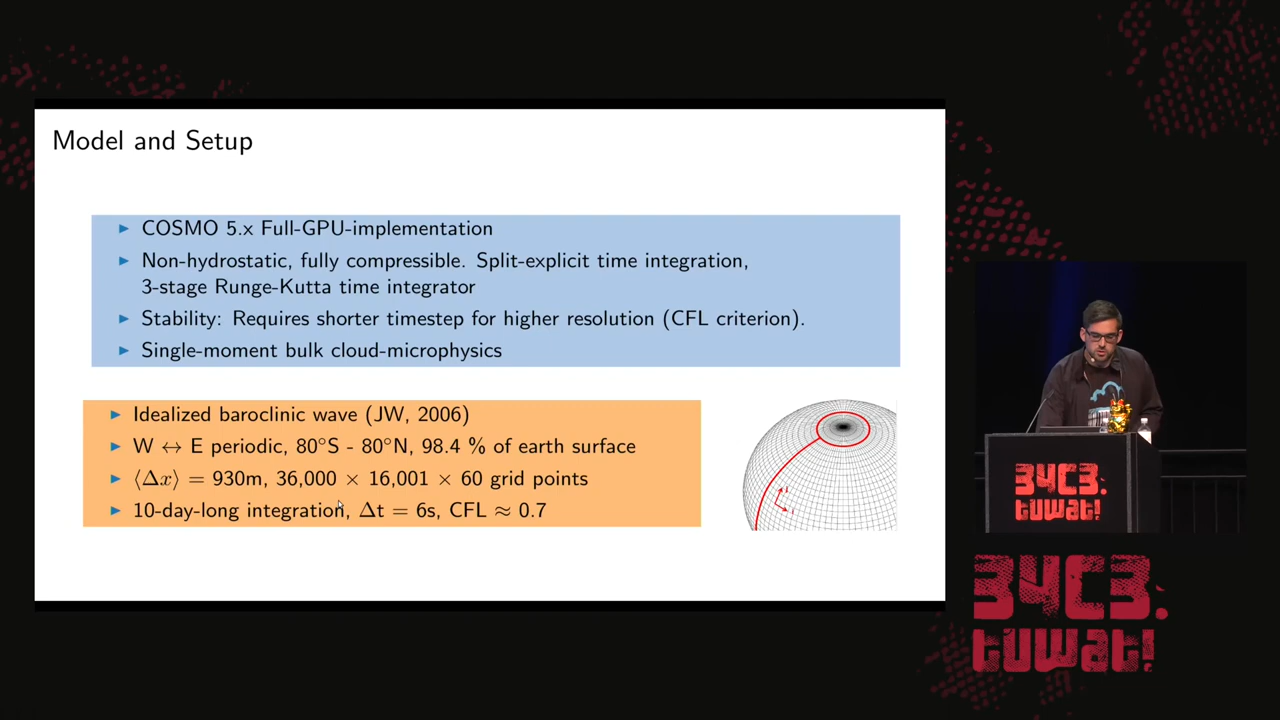 Model and Setup
► COSMO 5.x Full-GPU-implementation
► Non-hydrostatic, fully compressible. Split-explicit time integration,
3-stage Runge-Kutta time integrator
► Stability: Requires shorter timestep for higher resolution (CFL criterion).
► Single-moment bulk cloud-microphysics
► Idealized baroclinic wave (JW, 2006)
► W ↔ E periodic, 80°S - 80°N, 98.4 % of earth surface
► ⟨Δx⟩ = 930m, 36,000 × 16,001 × 60 grid points
► 10-day-long integration, Δt = 6s, CFL ≈ 0.7
34C3.
tuwat!
34C3.
tuwat!